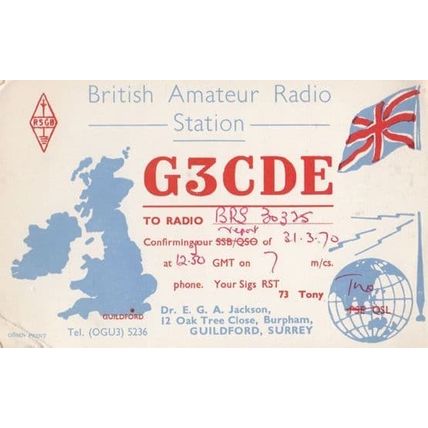 British Amateur Radio
Station
RSGB
G3CDE
TO RADIO BRS 30375
report
Confirming our SSB/QSO of 31.3.70
at 12.30 GMT on 7 m/cs.
phone. Your Sigs RST
73 Tony
PSE QSL
GUILDFORD
Dr. E. G. A. Jackson,
12 Oak Tree Close, Burpham,
GUILDFORD, SURREY
Tel. (OGU3) 5236